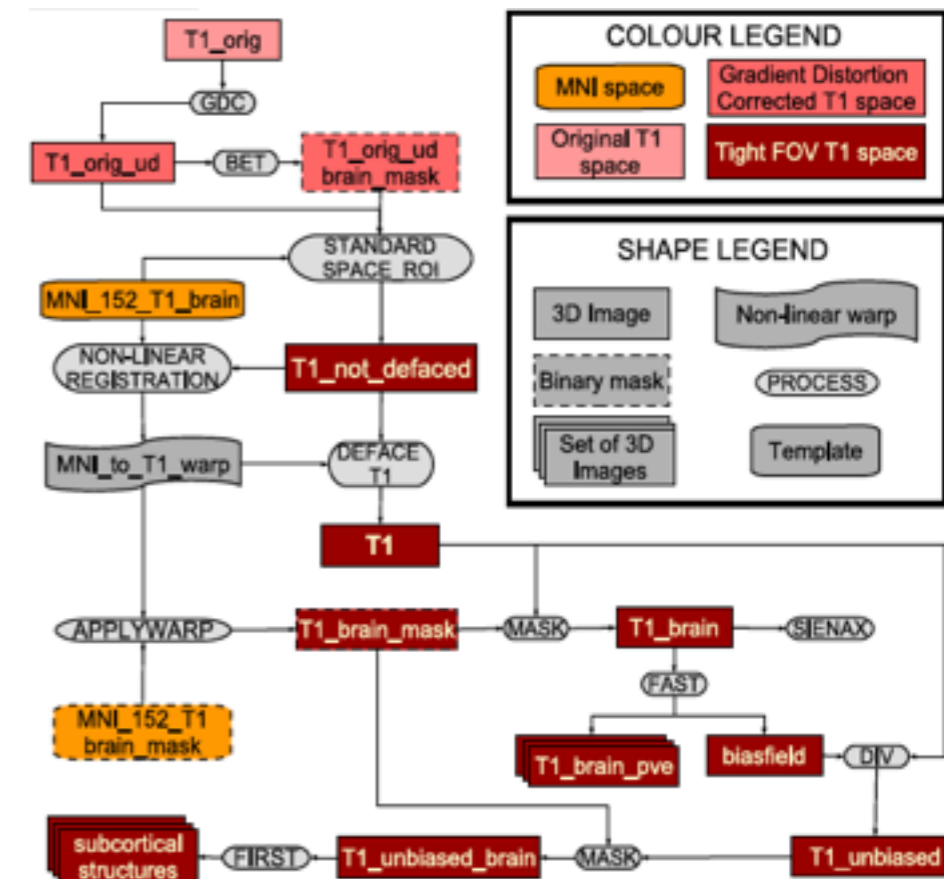 T1_orig
GDC
T1_orig_ud
BET
T1_orig_ud
brain_mask
STANDARD
SPACE_ROI
MNI_152_T1_brain
NON-LINEAR
REGISTRATION
T1_not_defaced
MNI_to_T1_warp
DEFACE
T1
T1
APPLYWARP
T1_brain_mask
MASK
T1_brain
SIENAX
FAST
MNI_152_T1
brain_mask
T1_brain_pve
biasfield
DIV
subcortical
structures
FIRST
T1_unbiased_brain
MASK
T1_unbiased
COLOUR LEGEND
MNI space
Gradient Distortion
Corrected T1 space
Original T1
space
Tight FOV T1 space
SHAPE LEGEND
3D Image
Non-linear warp
Binary mask
PROCESS
Set of 3D
Images
Template